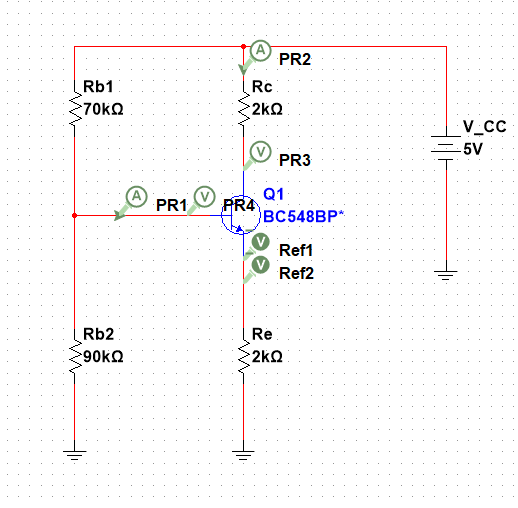 A
PR2
Rb1
70kΩ
Rc
2kΩ
V_CC
5V
V
PR3
A
PR1
V
PR4
Q1
BC548BP*
V
Ref1
V
Ref2
Rb2
90kΩ
Re
2kΩ